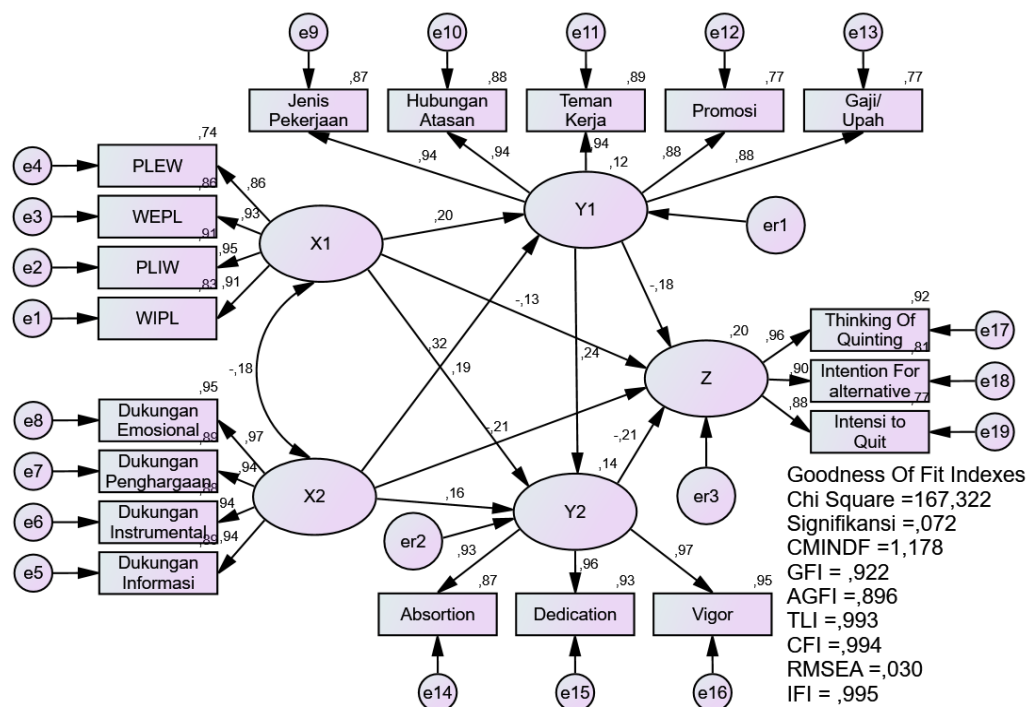 e9
e10
e11
e12
e13
,87
,88
,89
,77
,77
Jenis
Pekerjaan
Hubungan
Atasan
Teman
Kerja
Promosi
Gaji/
Upah
,94
,94
,94
,88
,88
,12
,74
e4
PLEW
,86
,86
e3
WEPL
,93
,91
e2
PLIW
,95
,83
e1
WIPL
,91
X1
,20
Y1
er1
-,13
-,18
-,18
,32
,19
,24
,20
Z
,92
,96
Thinking Of
Quinting
e17
,81
,90
Intention For
alternative
e18
,77
,88
Intensi to
Quit
e19
,95
e8
Dukungan
Emosional
,97
,89
e7
Dukungan
Penghargaan
,94
,88
e6
Dukungan
Instrumental
,94
,89
e5
Dukungan
Informasi
,94
X2
-,21
-,21
,16
,14
Y2
er2
er3
,93
,96
,97
,87
,93
,95
Absortion
Dedication
Vigor
e14
e15
e16
Goodness Of Fit Indexes
Chi Square =167,322
Signifikansi =,072
CMINDF =1,178
GFI = ,922
AGFI =,896
TLI =,993
CFI =,994
RMSEA =,030
IFI = ,995